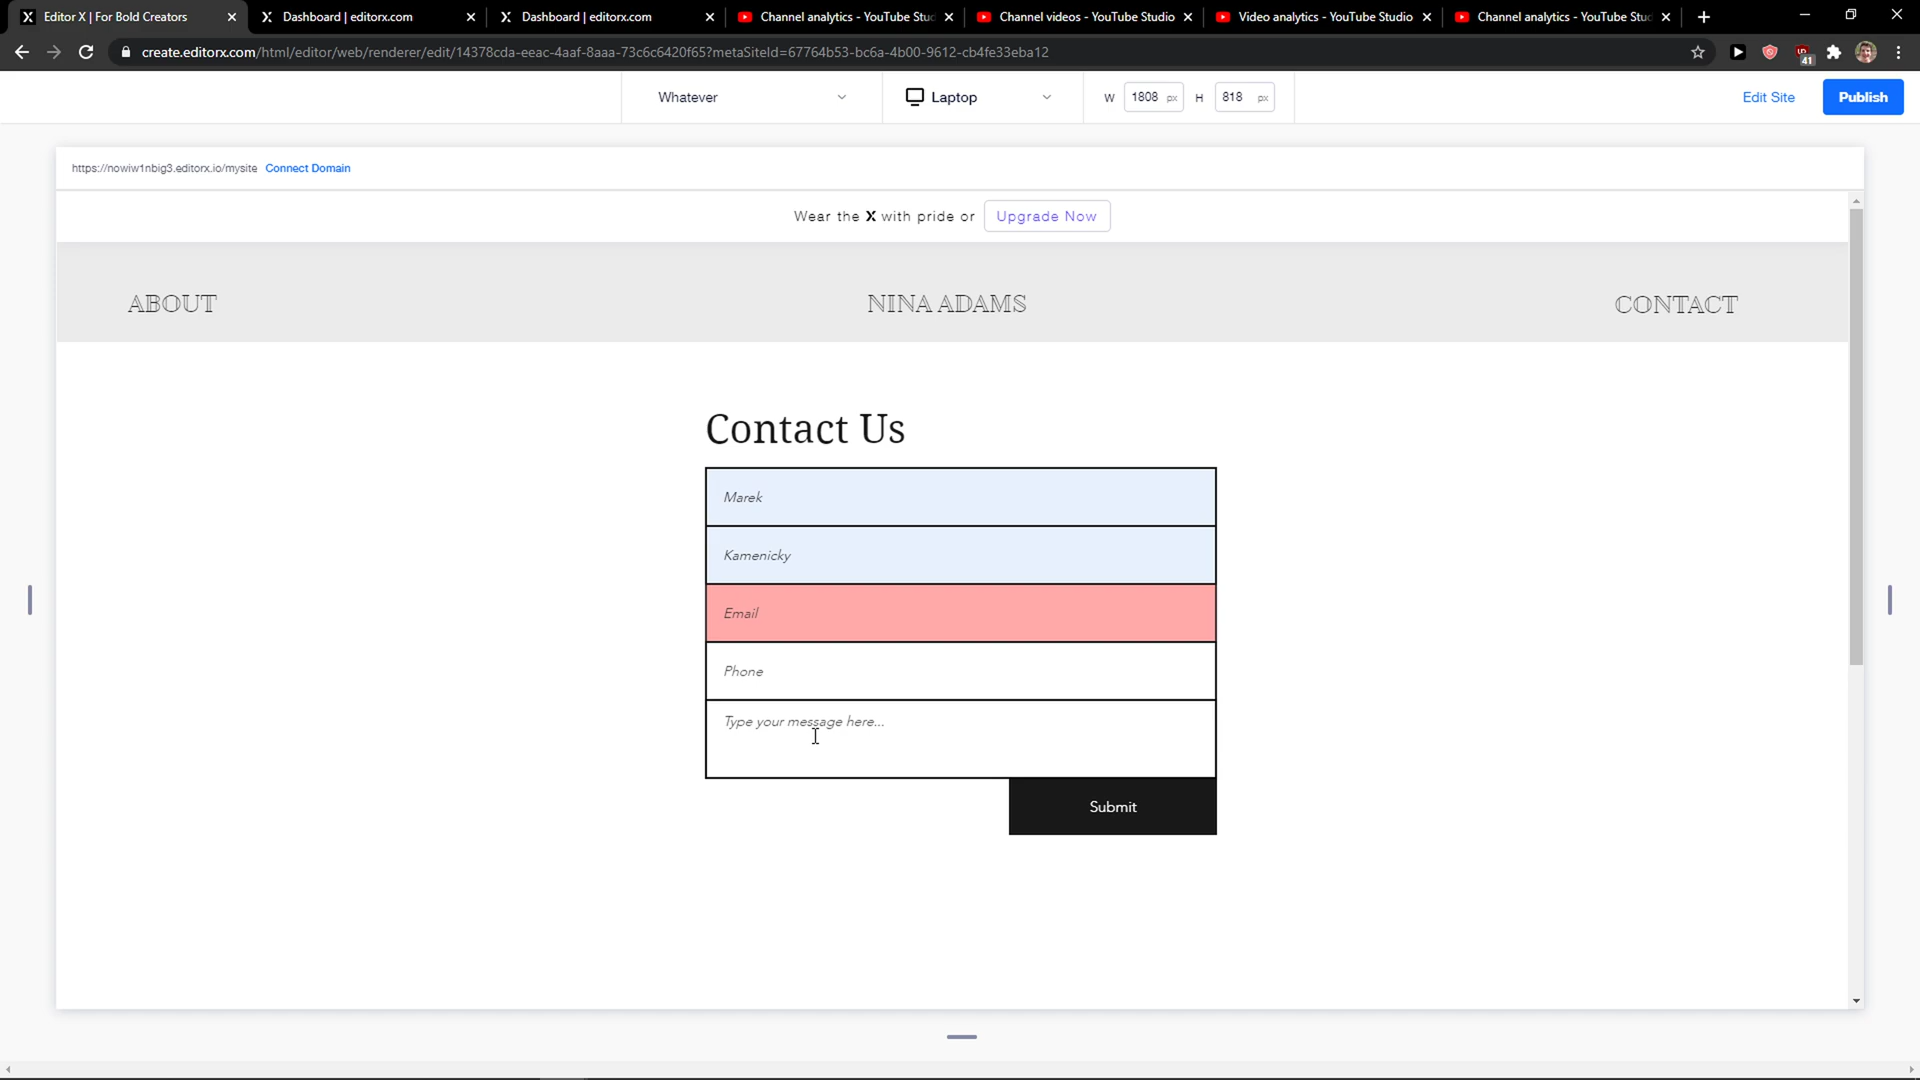 Editor X | For Bold Creators
Dashboard | editorx.com
Dashboard | editorx.com
Channel analytics - YouTube Stuc
Channel videos - YouTube Studio
Video analytics - YouTube Studio
Channel analytics - YouTube Stuc
create.editorx.com/html/editor/web/renderer/edit/14378cda-eeac-4aaf-8aaa-73c6c6420f65?metaSiteId=67764b53-bc6a-4b00-9612-cb4fe33eba12
41
Whatever
Laptop
W 1808 px H 818 px
Edit Site
Publish
https://nowiw1nbig3.editorx.io/mysite Connect Domain
Wear the X with pride or Upgrade Now
ABOUT
NINA ADAMS
CONTACT
Contact Us
Marek
Kamenicky
Email
Phone
Type your message here...
Submit